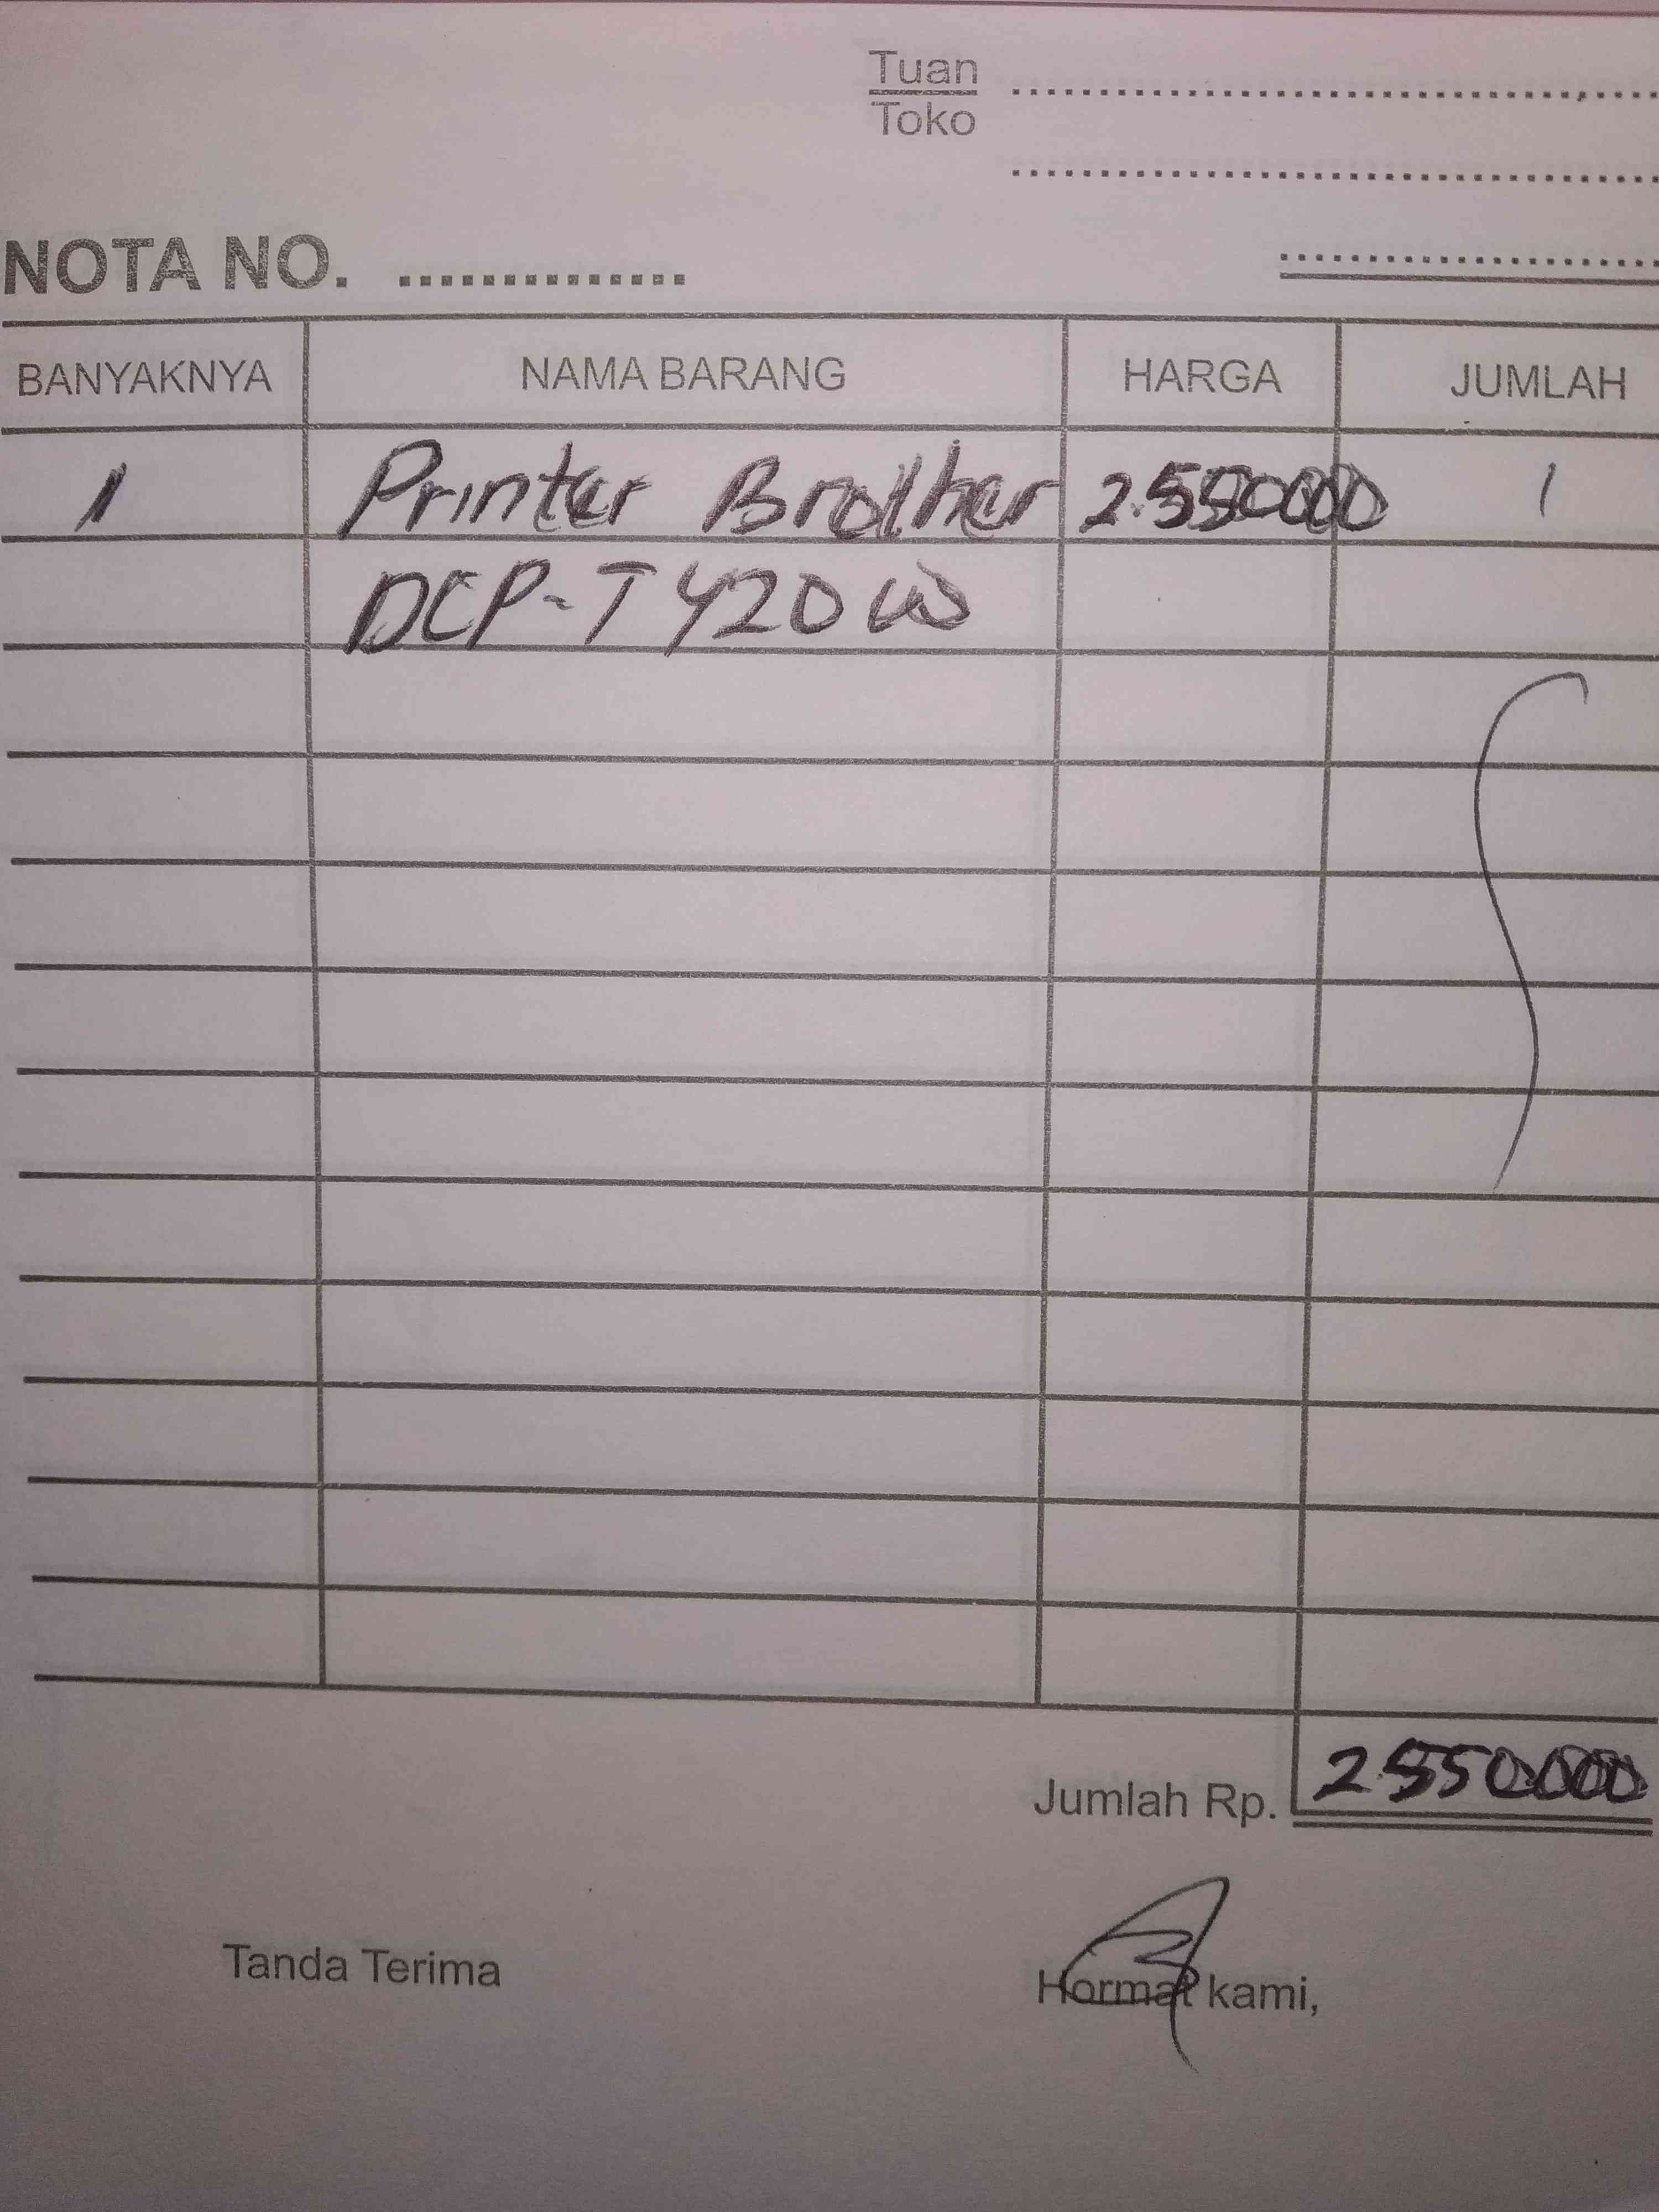 Tuan
Toko
NOTA NO.
BANYAKNYA NAMA BARANG HARGA JUMLAH
1 Printer Brother 2.550000 1
DCP-T420W
Jumlah Rp. 2.550.000
Tanda Terima Hormat kami,